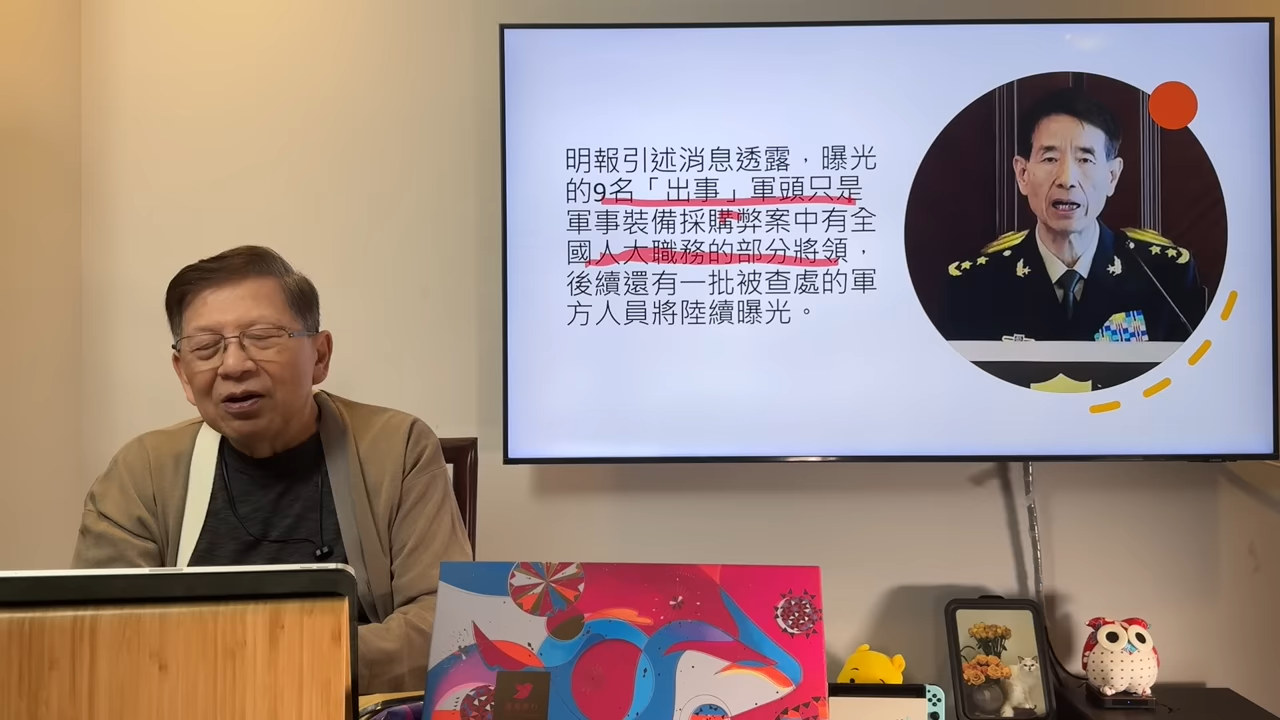 明報引述消息透露，曝光
的9名「出事」軍頭只是
軍事裝備採購弊案中有全
國人大職務的部分將領，
後續還有一批被查處的軍
方人員將陸續曝光。